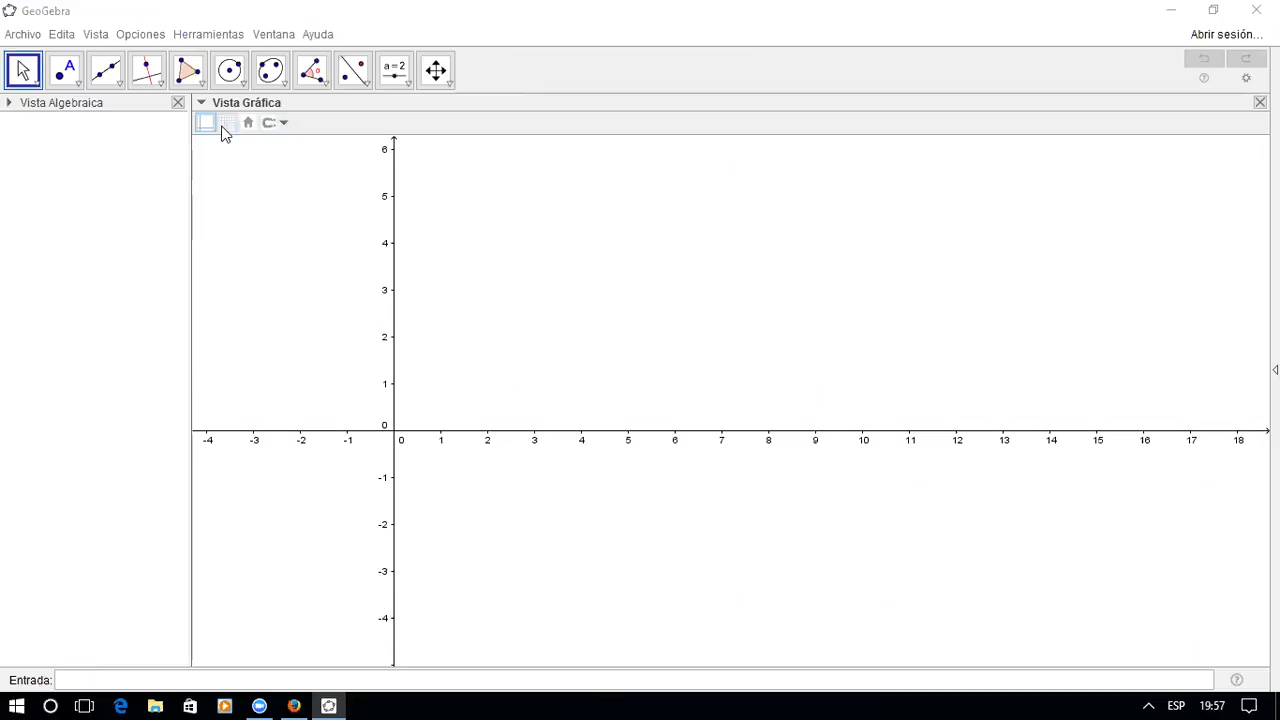 GeoGebra
Archivo Edita Vista Opciones Herramientas Ventana Ayuda
Abrir sesión...
A
a = 2
Vista Algebraica
Vista Gráfica
6
5
4
3
2
1
0
-4 -3 -2 -1 0 1 2 3 4 5 6 7 8 9 10 11 12 13 14 15 16 17 18
-1
-2
-3
-4
Entrada:
ESP 19:57